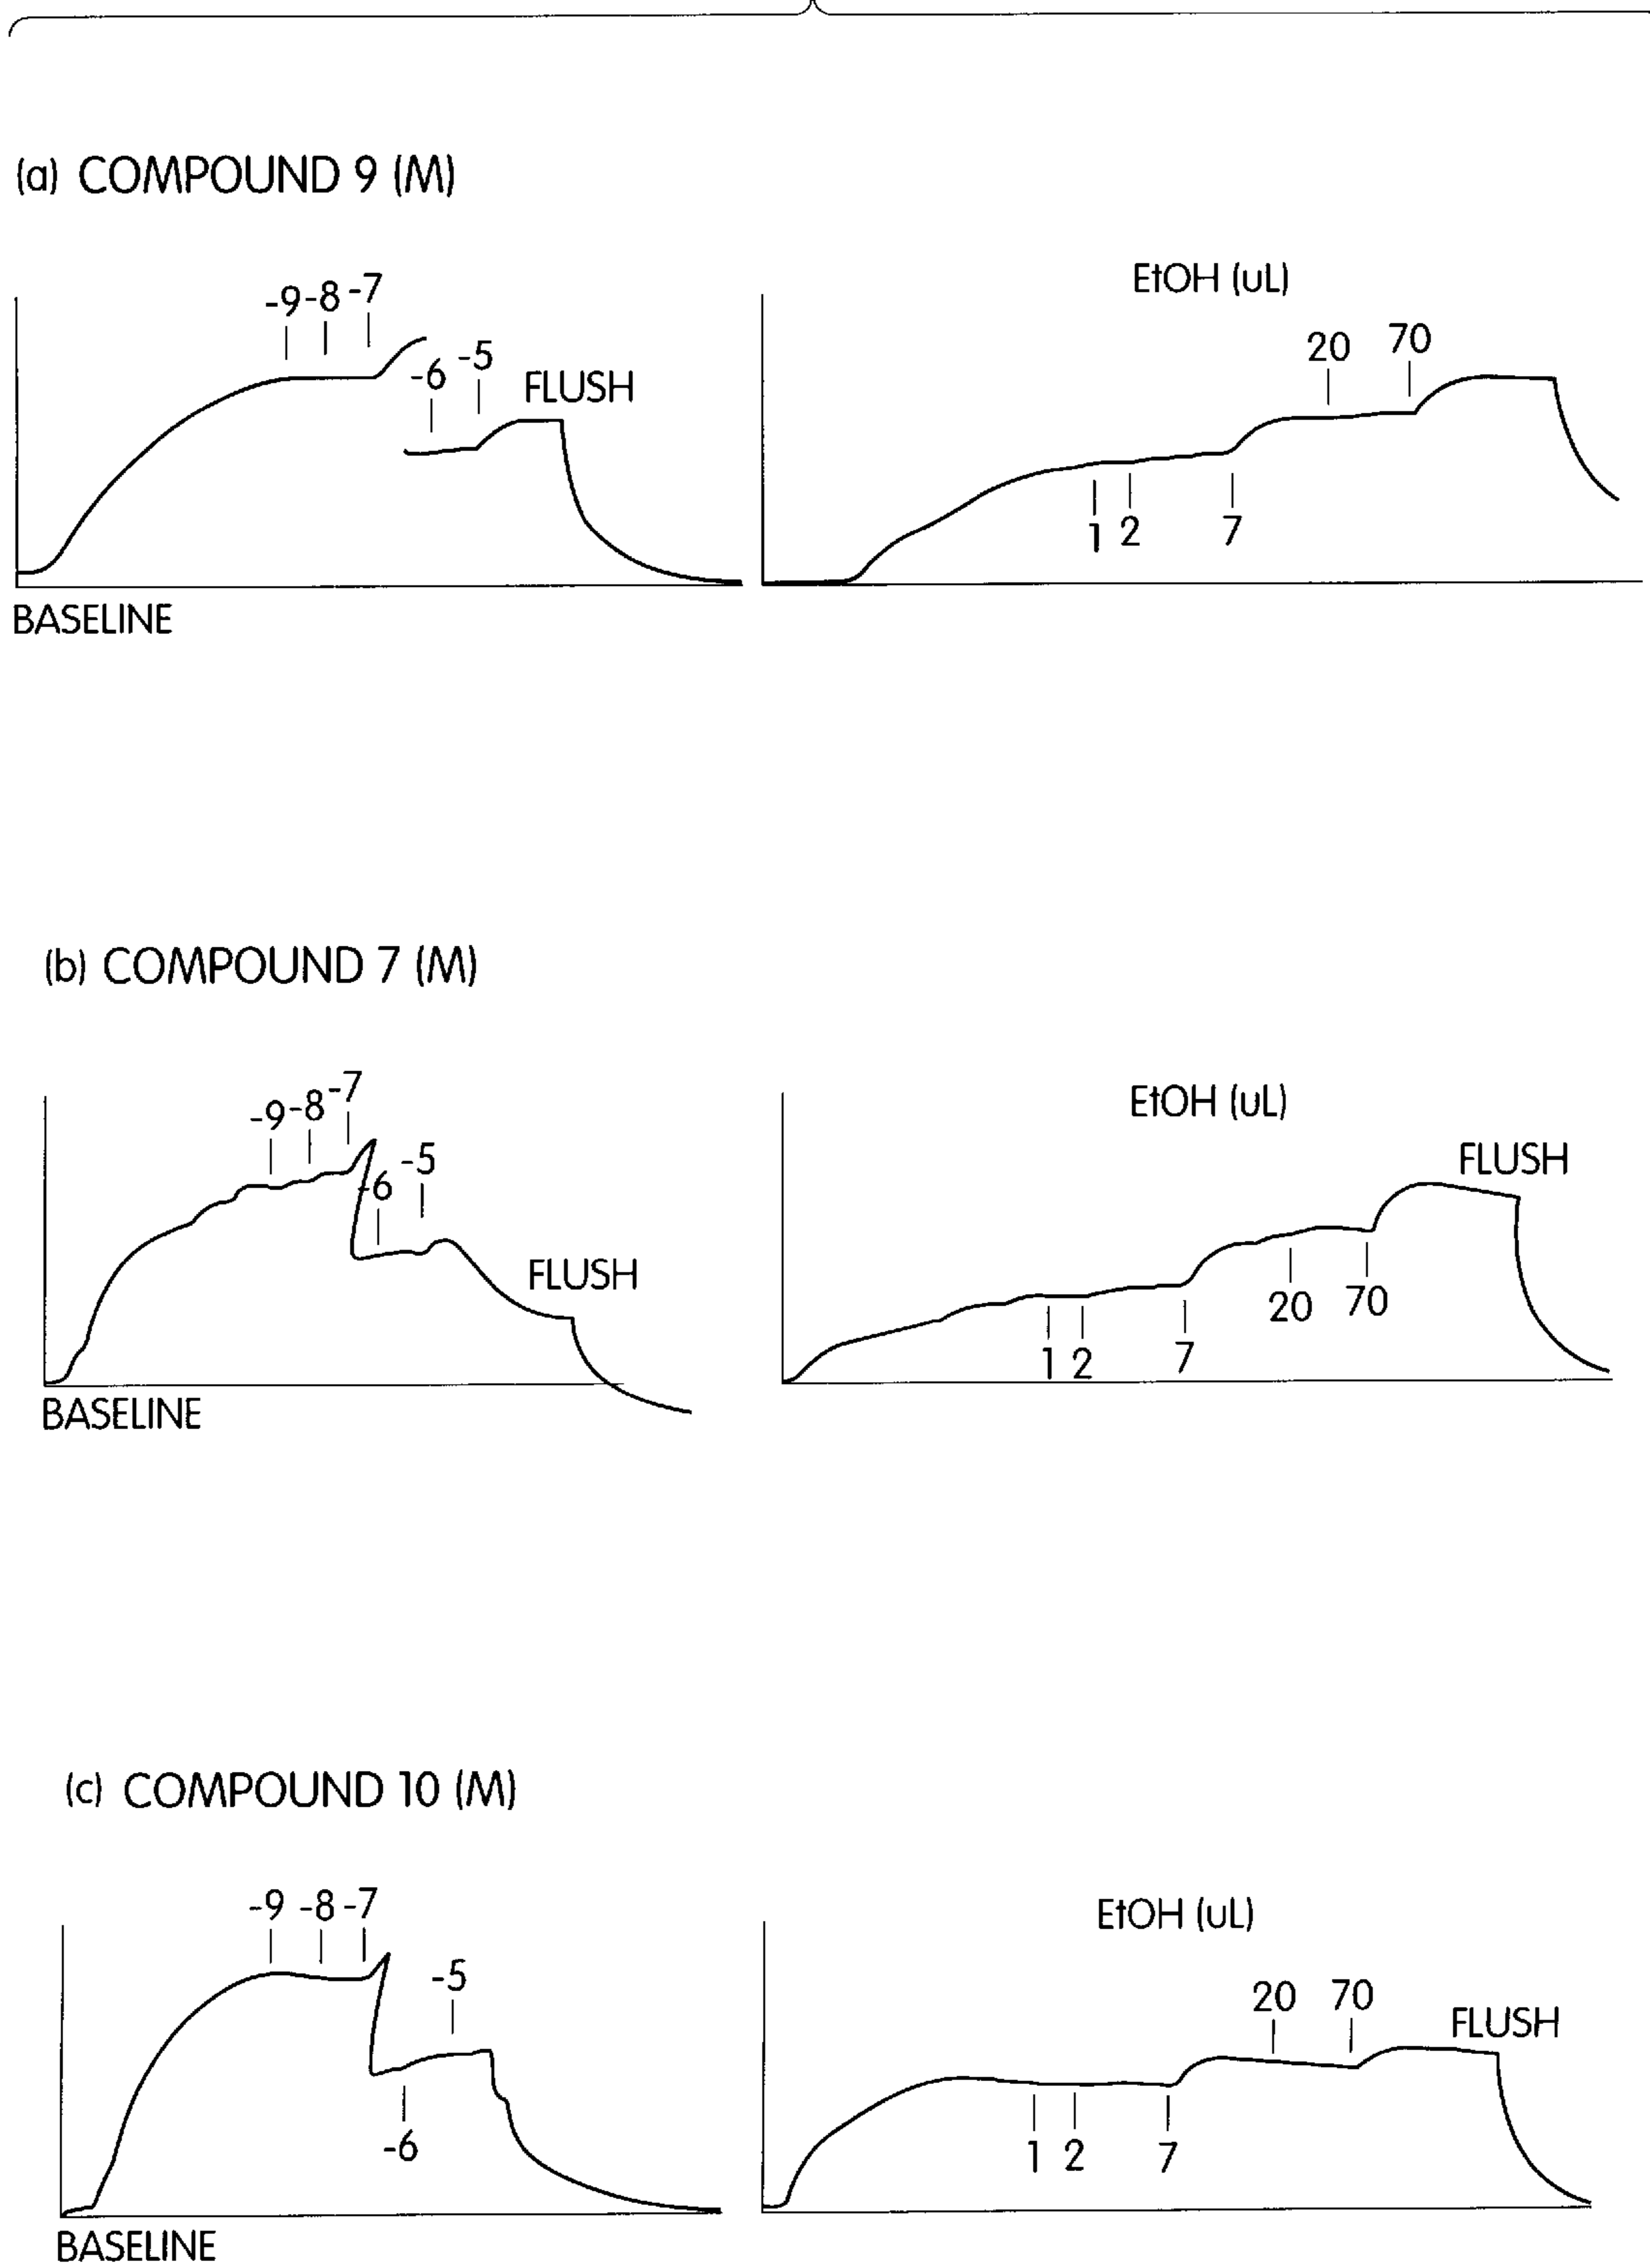 (a) COMPOUND 9 (M)
-9 -8 -7
-6 -5
FLUSH
BASELINE
EtOH (uL)
20 70
1 2 7
(b) COMPOUND 7 (M)
-9 -8 -7
-6 -5
FLUSH
BASELINE
EtOH (uL)
FLUSH
20 70
1 2 7
(c) COMPOUND 10 (M)
-9 -8 -7
-5
-6
BASELINE
EtOH (uL)
20 70
FLUSH
1 2 7